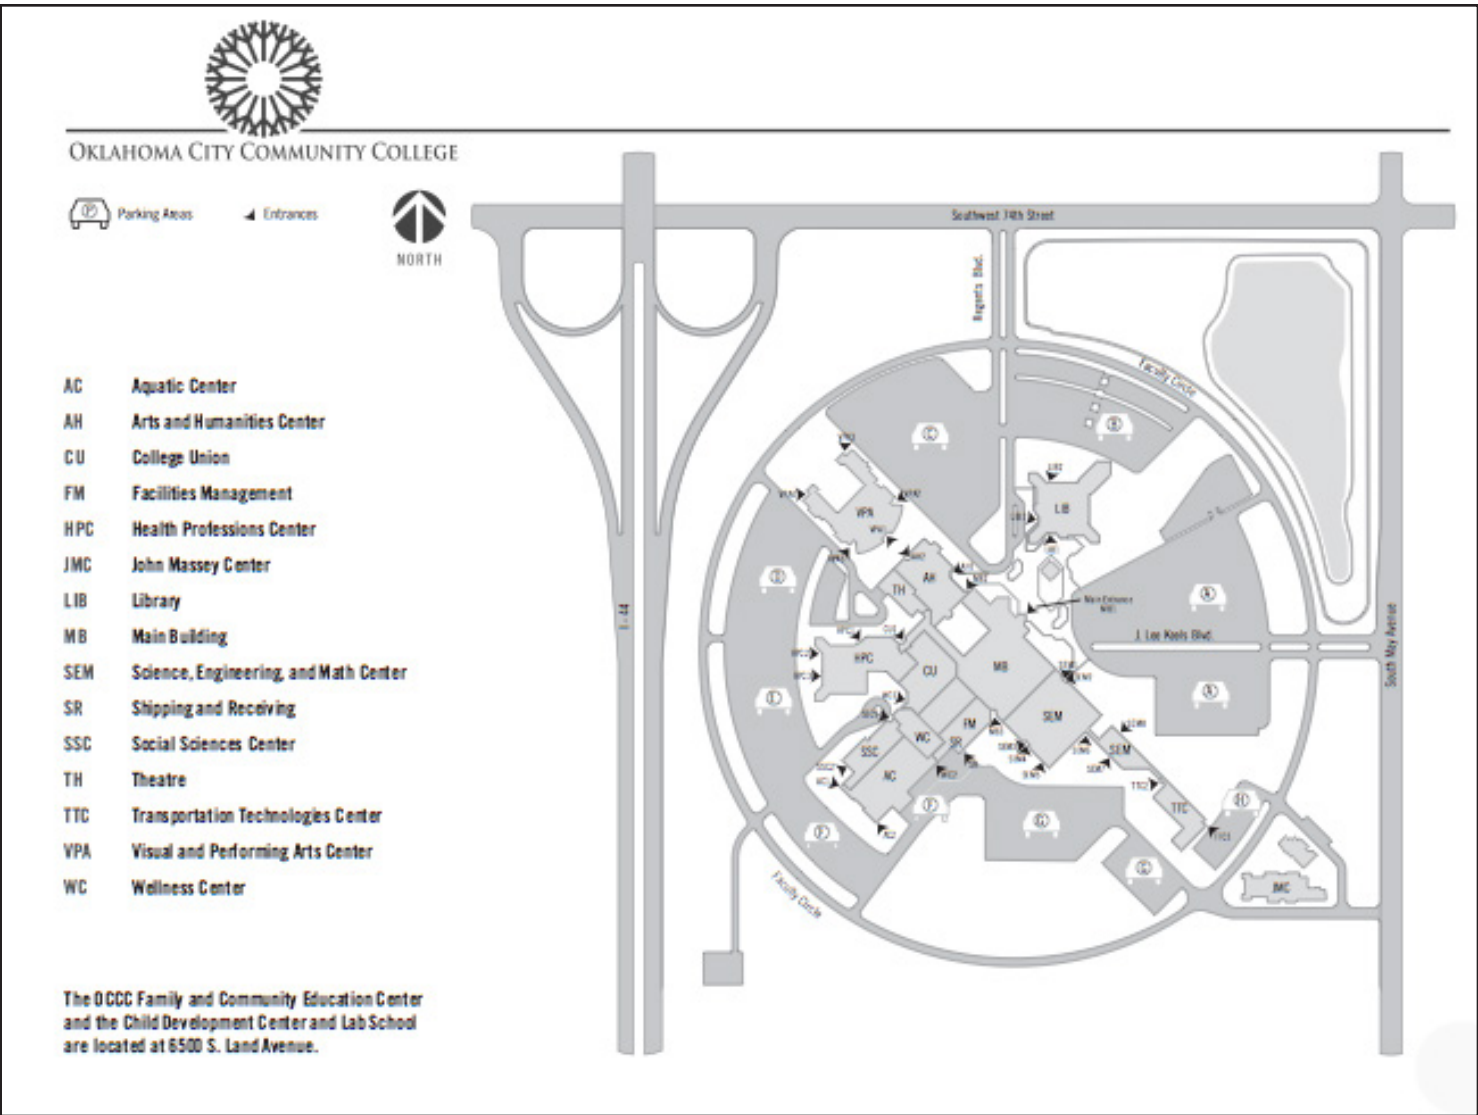 OKLAHOMA CITY COMMUNITY COLLEGE
P Parking Areas Entrances
NORTH
AC Aquatic Center
AH Arts and Humanities Center
CU College Union
FM Facilities Management
HPC Health Professions Center
JMC John Massey Center
LIB Library
MB Main Building
SEM Science, Engineering, and Math Center
SR Shipping and Receiving
SSC Social Sciences Center
TH Theatre
TTC Transportation Technologies Center
VPA Visual and Performing Arts Center
WC Wellness Center
The OCCC Family and Community Education Center
and the Child Development Center and Lab School
are located at 6500 S. Land Avenue.
Southwest 74th Street
Regents Blvd.
Faculty Circle
I-44
South May Avenue
J. Lee Keels Blvd.
Main Entrance
C
B
LIB
VPA
AH
TH
D
A
HPC
CU
MB
E
A
SEM
FM
WC
SR
SSC
AC
SEM
TTC
H
F
F
G
G
JMC
Faculty Circle